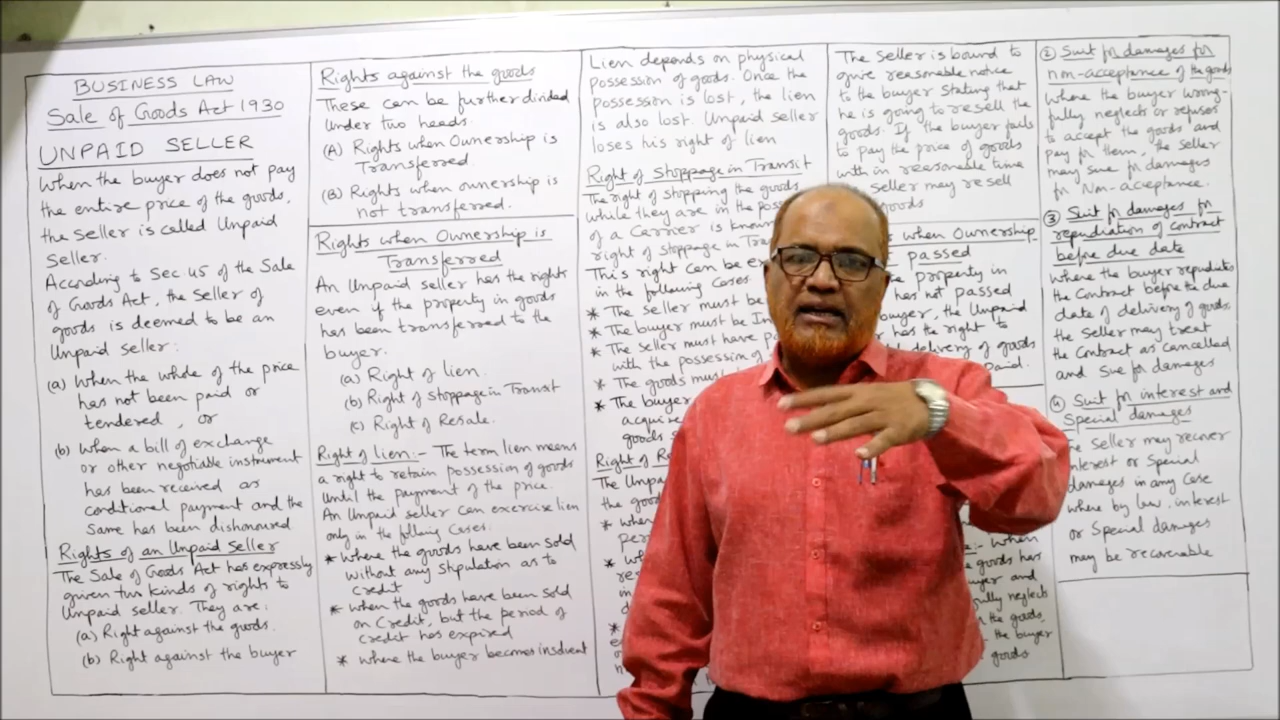 BUSINESS LAW
Sale of Goods Act 1930
UNPAID SELLER
When the buyer does not pay
the entire price of the goods,
the Seller is called Unpaid
Seller.
According to Sec. 45 of the Sale
of Goods Act, the Seller of
goods is deemed to be an
Unpaid seller:
(a) When the whole of the price
has not been paid or
tendered, or
(b) When a bill of exchange
or other negotiable instrument
has been received as
conditional payment and the
Same has been dishonoured
Rights of an Unpaid Seller
The Sale of Goods Act has expressly
given two kinds of rights to
Unpaid seller. They are:
(a) Right against the goods.
(b) Right against the buyer
Rights against the goods
These can be further divided
Under two heads.
(A) Rights when Ownership is
Transferred
(B) Rights when ownership is
not transferred.
Rights when Ownership is
Transferred
An Unpaid seller has the rights
even if the property in goods
has been transferred to the
buyer.
(a) Right of lien.
(b) Right of stoppage in Transit
(c) Right of Resale.
Right of lien:- The term lien means
a right to retain possession of goods
Until the payment of the price.
An Unpaid seller can exercise lien
only in the following Cases.
* Where the goods have been Sold
without any Stipulation as to
Credit
* When the goods have been Sold
on Credit, but the period of
Credit has expired
* Where the buyer becomes insolvent
Lien depends on physical
possession of goods. Once the
possession is lost, the lien
is also lost. Unpaid seller
loses his right of lien
Right of Stoppage in Transit
The right of stopping the goods
while they are in the
of a Carrier is
right of stoppage in
This right can be
in the following Cases
* The seller must be
* The buyer must be
* The seller must have
with the possession of
* The goods must
* The buyer
goods
Right of
The
the
* when
*
The Seller is bound to
give reasonable notice
to the buyer stating that
he is going to resell the
goods. If the buyer fails
to pay the price of goods
with in reasonable time
Seller may resell
goods
when Ownership
passed
property in
has not passed
buyer, the Unpaid
has the right to
delivery of goods
Paid.
:- When
goods has
and
neglects
the goods,
the buyer
goods
② Suit for damages for
non-acceptance of the goods
Where the buyer wrong-
fully neglects or refuses
to accept the goods and
pay for them, the Seller
may Sue for damages
for Non-acceptance.
③ Suit for damages for
repudiation of contract
before due date
Where the buyer repudiates
the Contract before the due
date of delivery of goods
the Seller may treat
the Contract as cancelled
and Sue for damages
④ Suit for interest and
Special damages
Seller may recover
interest or Special
damages in any Case
where by law, interest
or Special damages
may be recoverable